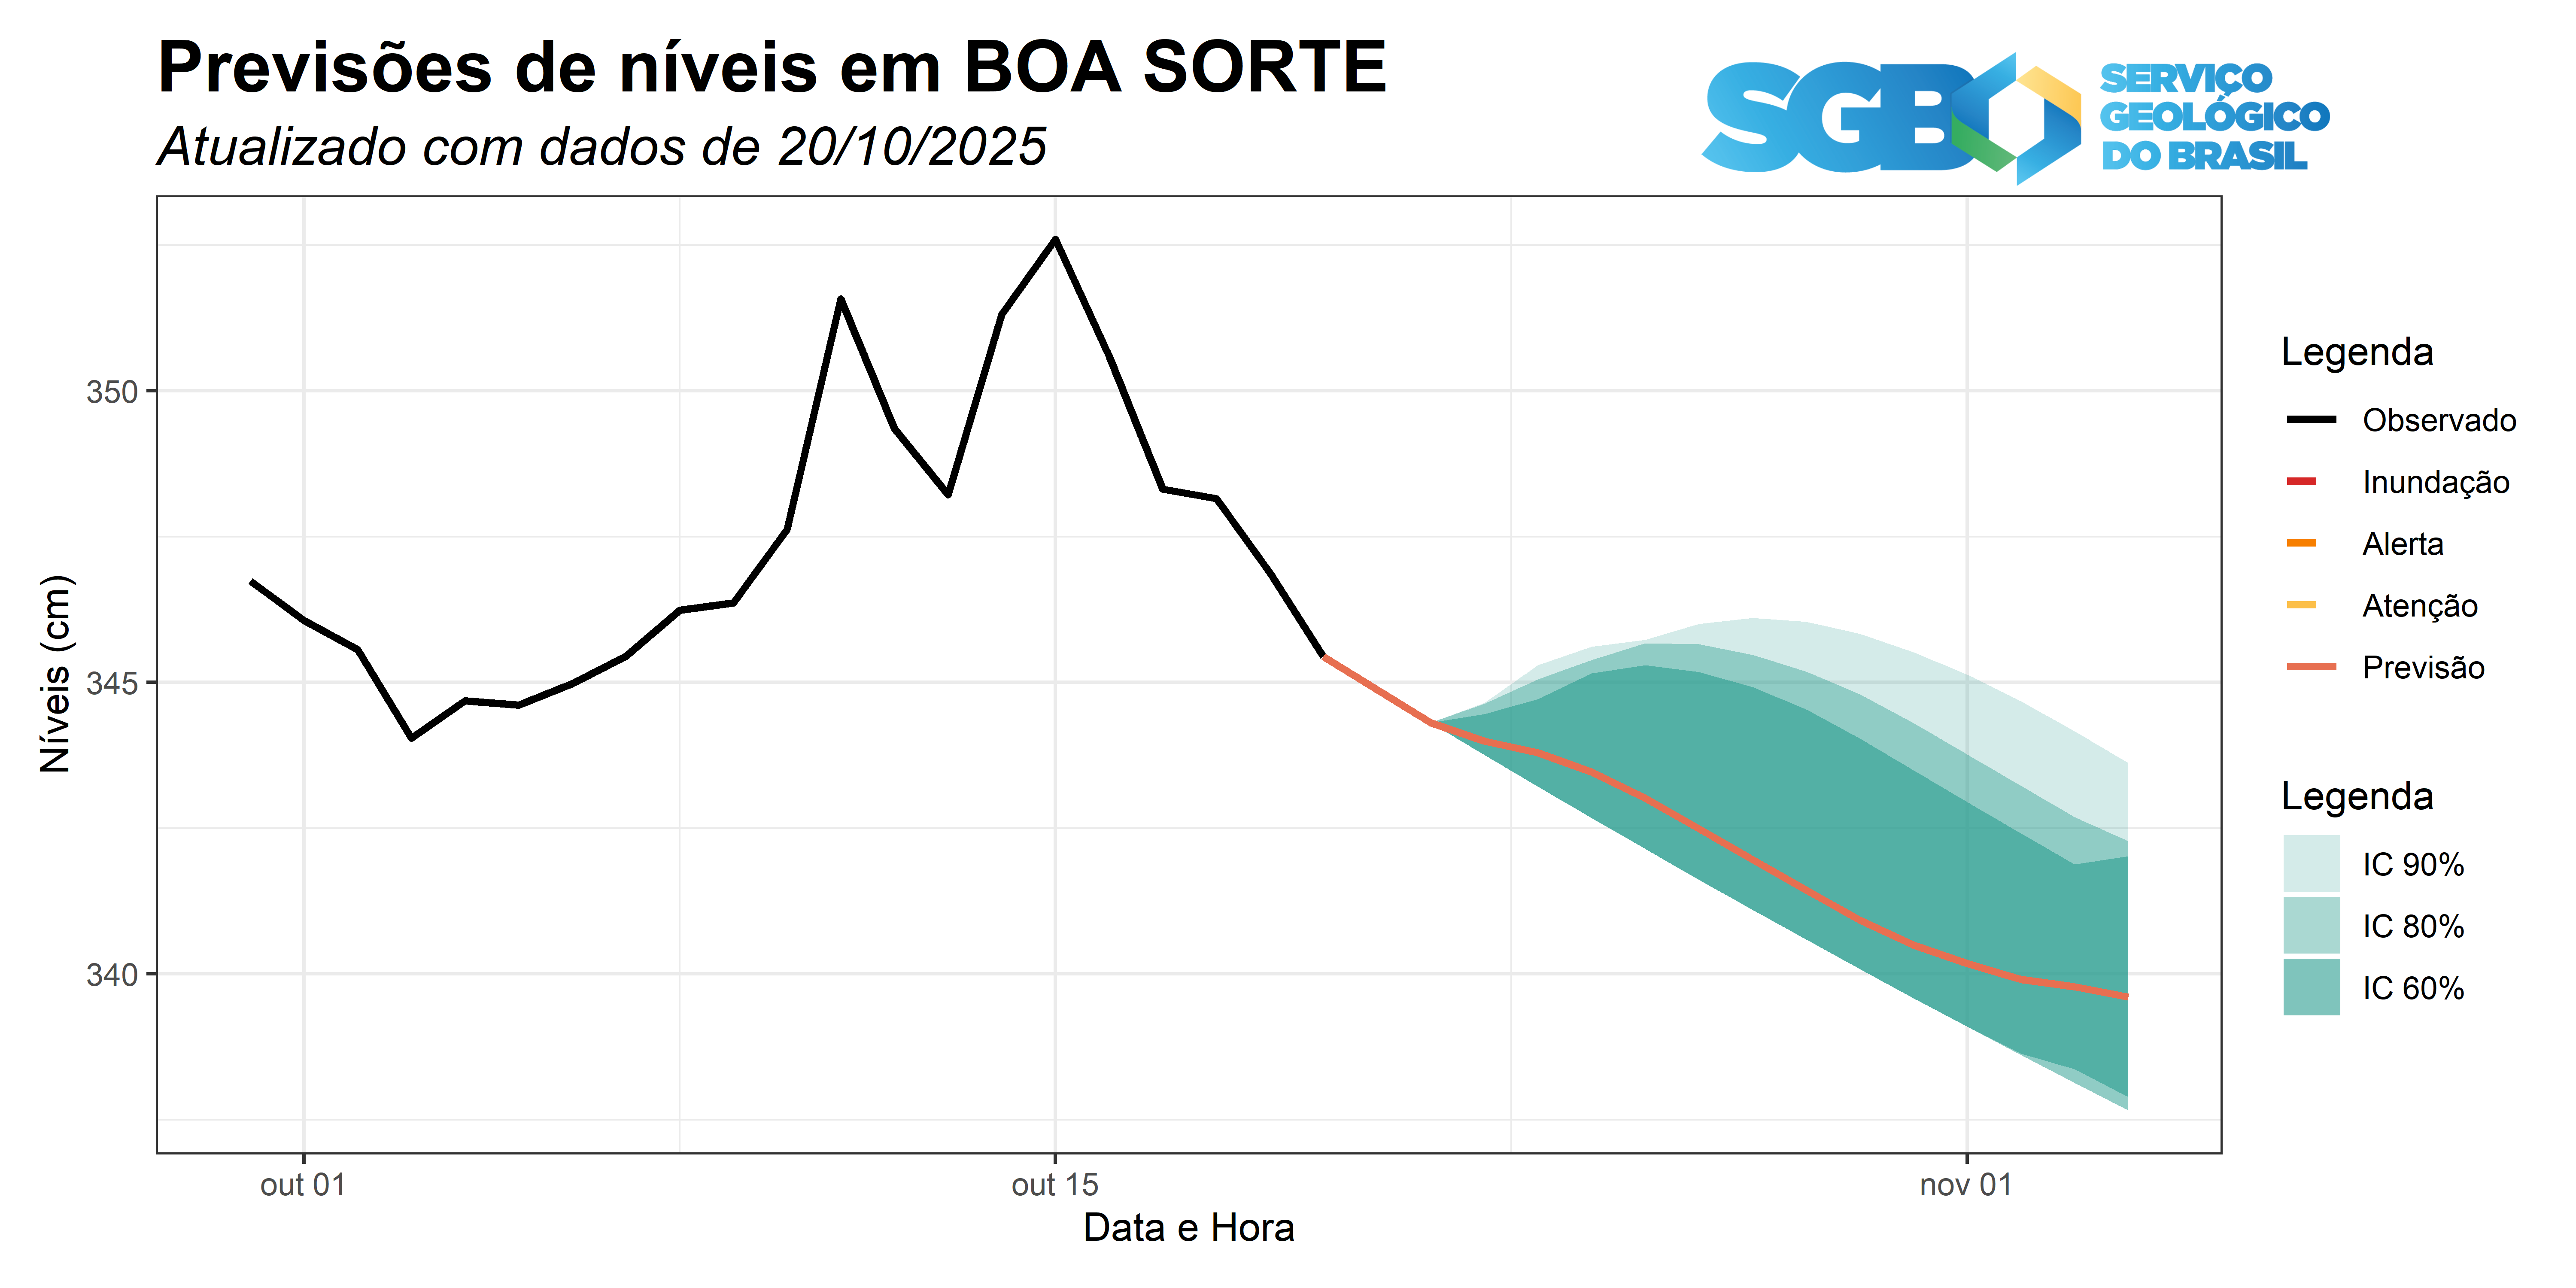 Previsões de níveis em BOA SORTE
Atualizado com dados de 20/10/2025
SGB
SERVIÇO
GEOLÓGICO
DO BRASIL
Níveis (cm)
350
345
340
out 01
out 15
nov 01
Data e Hora
Legenda
Observado
Inundação
Alerta
Atenção
Previsão
Legenda
IC 90%
IC 80%
IC 60%